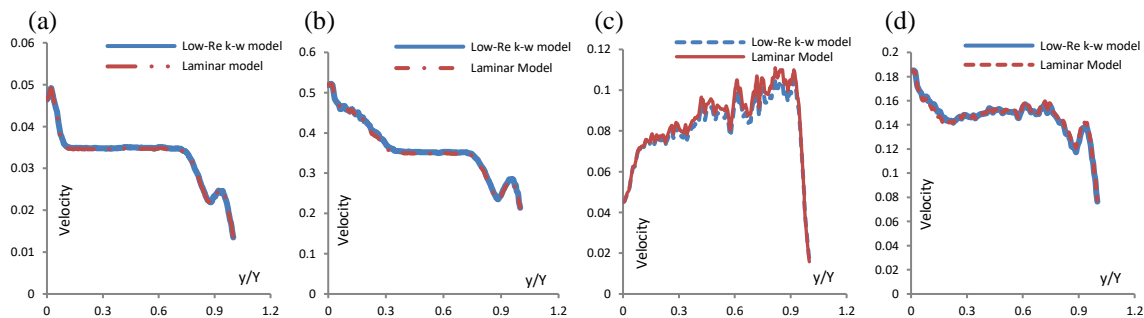 (a)
Low-Re k-w model
Laminar model
0.06
0.05
0.04
0.03
0.02
0.01
0
Velocity
y/Y
0 0.3 0.6 0.9 1.2
(b)
Low-Re k-w model
Laminar Model
0.6
0.5
0.4
0.3
0.2
0.1
0
Velocity
y/Y
0 0.3 0.6 0.9 1.2
(c)
Low-Re k-w model
Laminar Model
0.12
0.1
0.08
0.06
0.04
0.02
0
Velocity
y/Y
0 0.3 0.6 0.9 1.2
(d)
Low-Re k-w model
Laminar Model
0.2
0.18
0.16
0.14
0.12
0.1
0.08
0.06
0.04
0.02
0
Velocity
y/Y
0 0.3 0.6 0.9 1.2